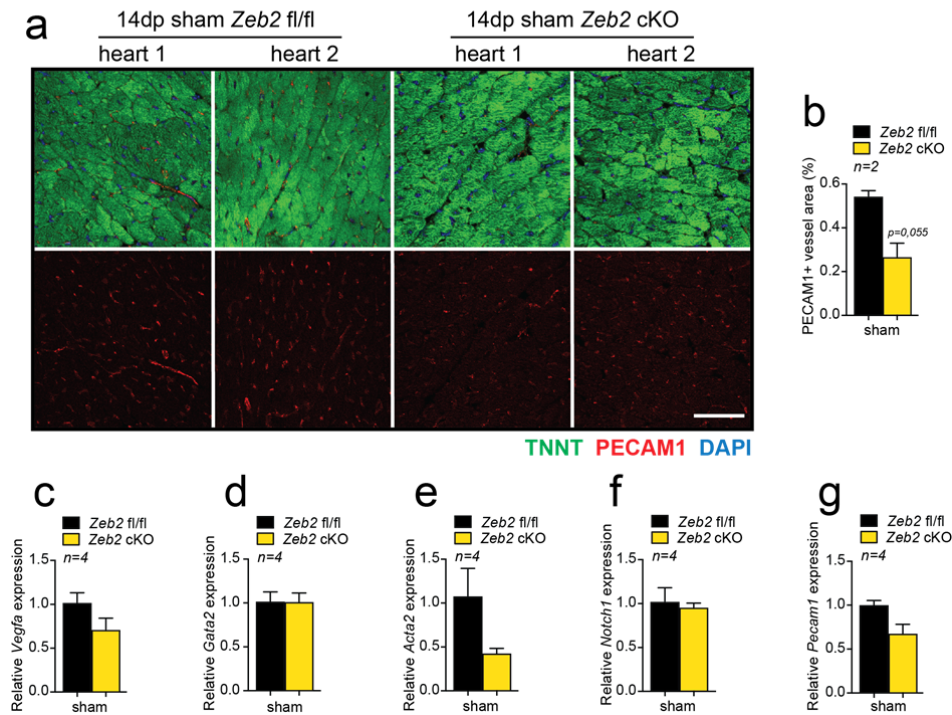 a
14dp sham Zeb2 fl/fl
14dp sham Zeb2 cKO
heart 1
heart 2
heart 1
heart 2
TNNT PECAM1 DAPI
b
Zeb2 fl/fl
Zeb2 cKO
n=2
PECAM1+ vessel area (%)
0.6
0.4
0.2
0.0
p=0,055
sham
c
Zeb2 fl/fl
Zeb2 cKO
n=4
Relative Vegfa expression
1.5
1.0
0.5
0.0
sham
d
Zeb2 fl/fl
Zeb2 cKO
n=4
Relative Gata2 expression
1.5
1.0
0.5
0.0
sham
e
Zeb2 fl/fl
Zeb2 cKO
n=4
Relative Acta2 expression
1.5
1.0
0.5
0.0
sham
f
Zeb2 fl/fl
Zeb2 cKO
n=4
Relative Notch1 expression
1.5
1.0
0.5
0.0
sham
g
Zeb2 fl/fl
Zeb2 cKO
n=4
Relative Pecam1 expression
1.5
1.0
0.5
0.0
sham